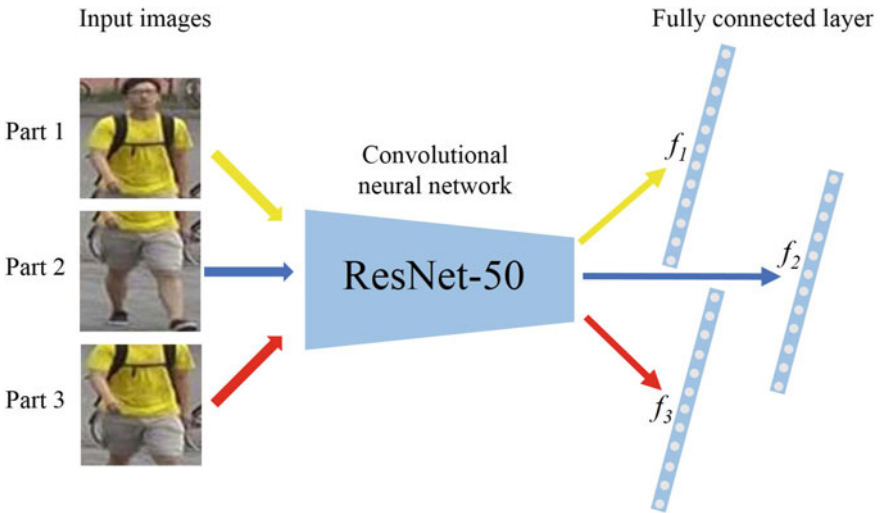 Input images
Fully connected layer
Part 1
Convolutional
neural network
f1
Part 2
ResNet-50
f2
Part 3
f3